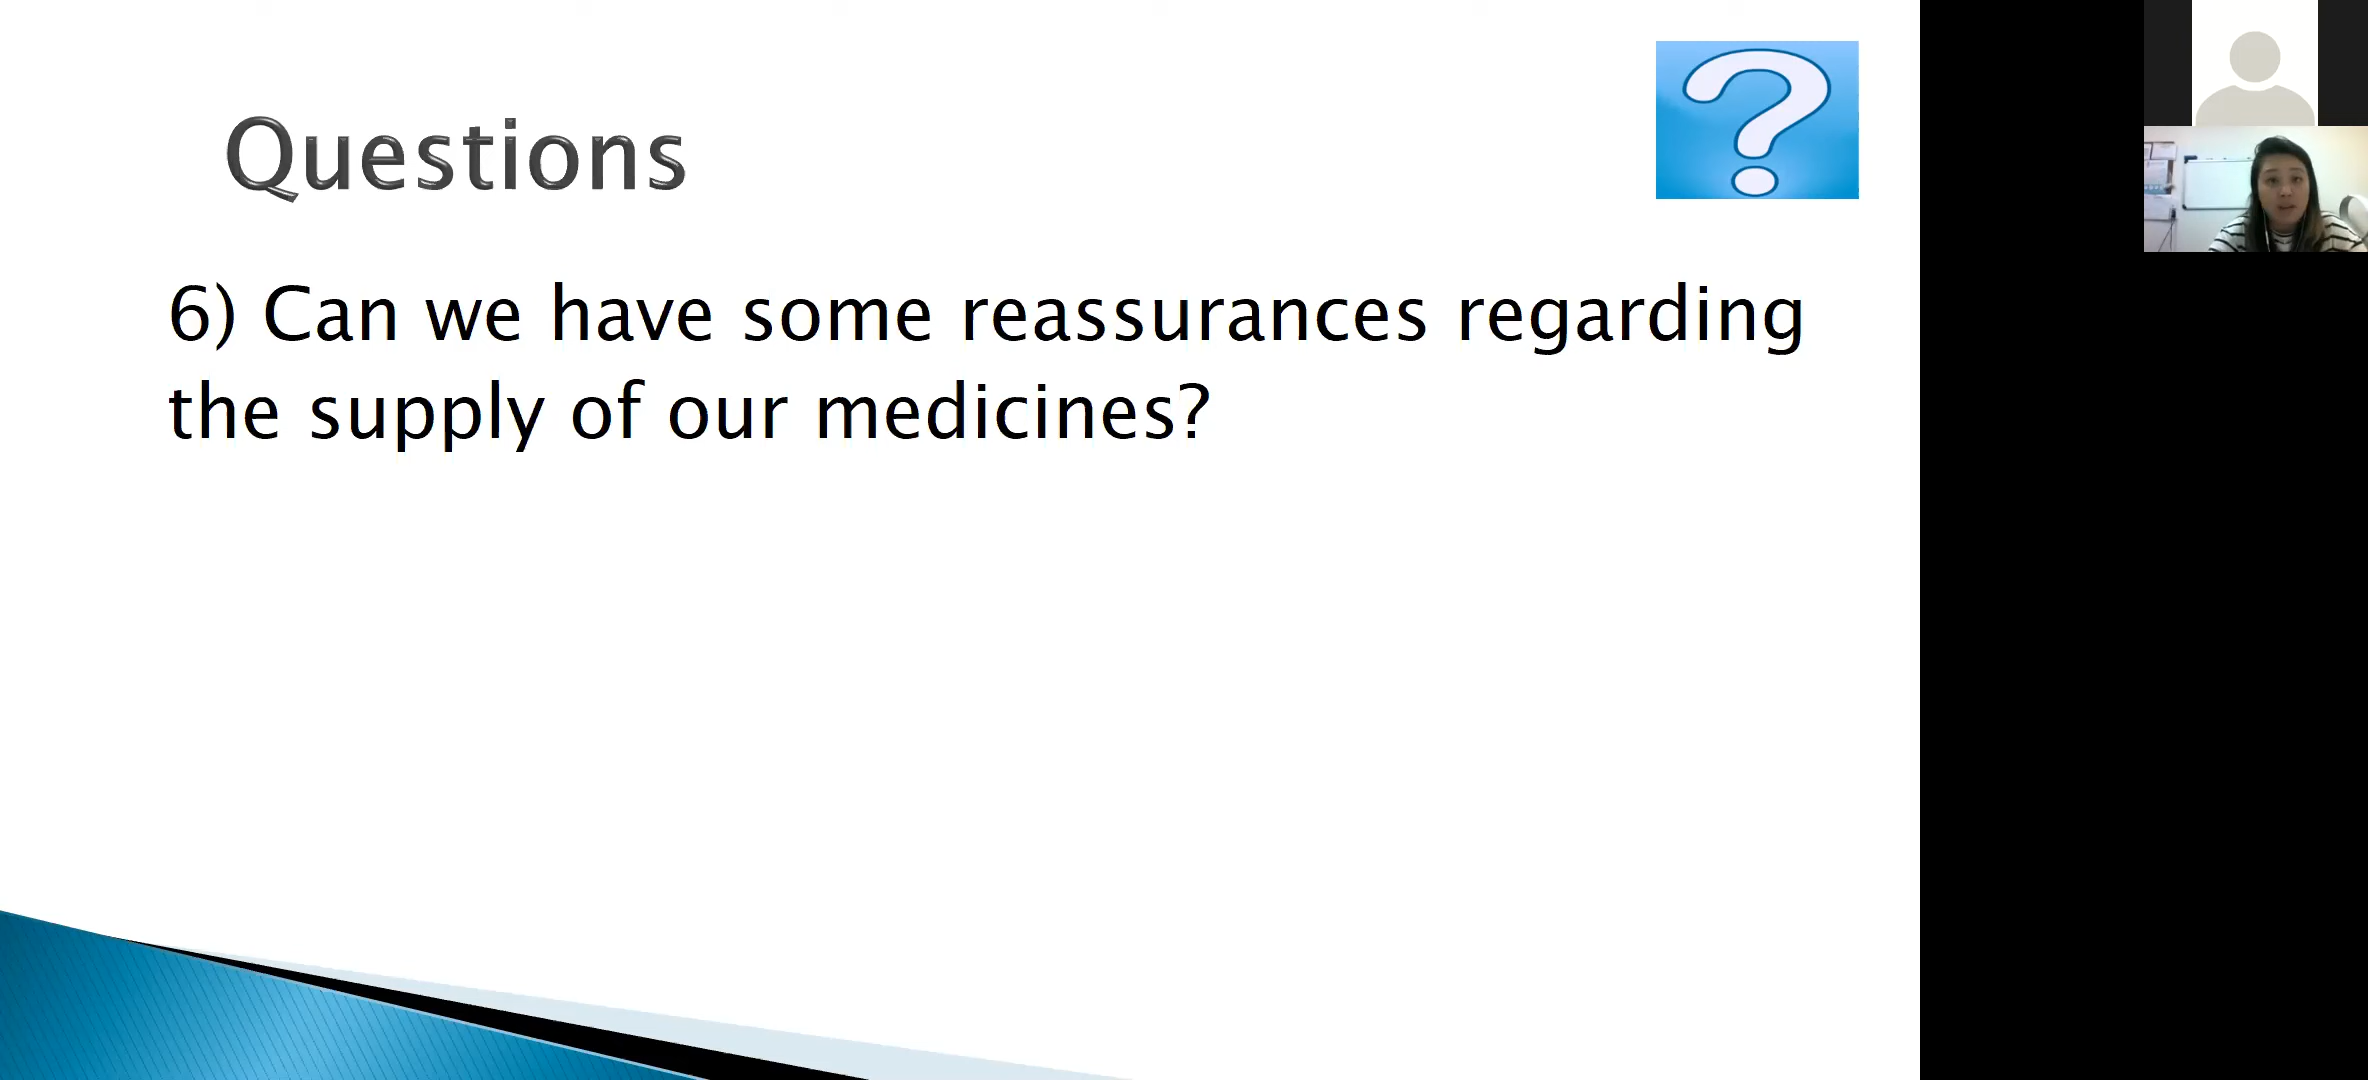 Questions
6) Can we have some reassurances regarding
the supply of our medicines?